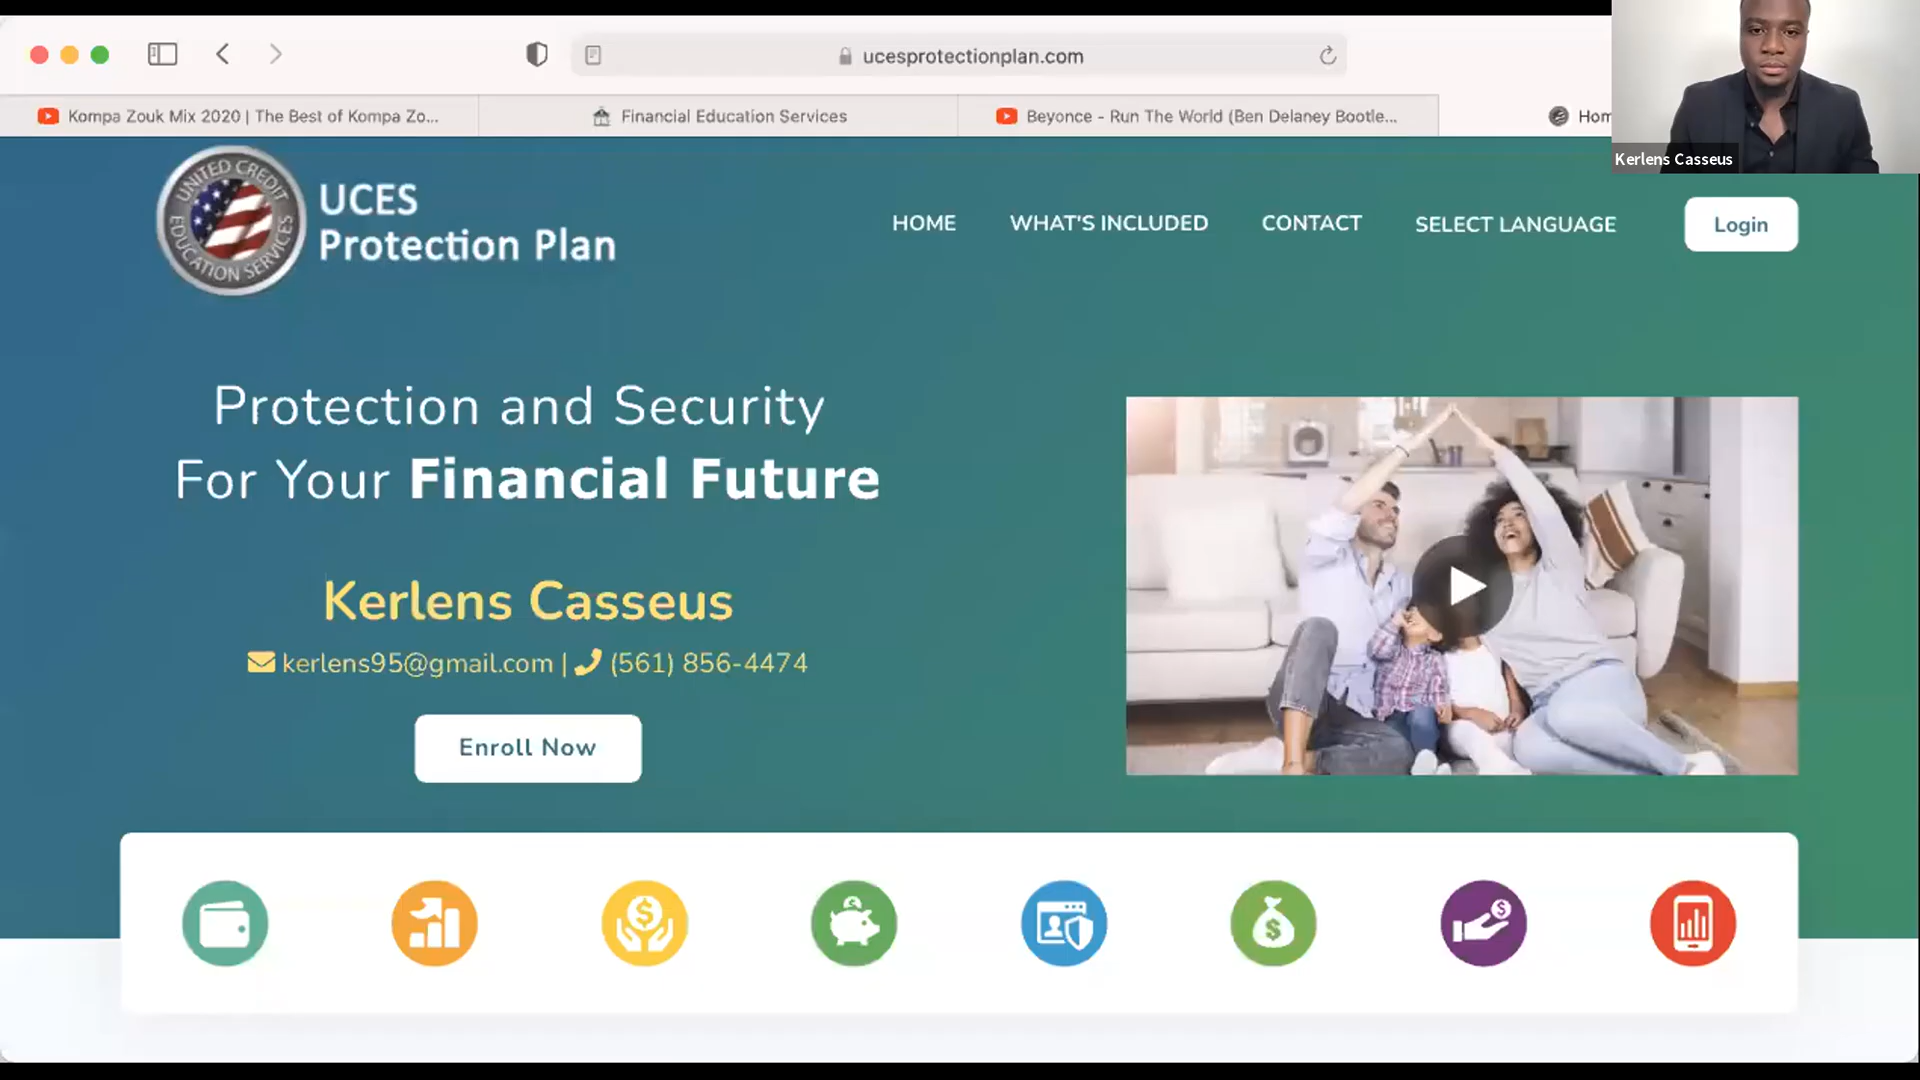 ucesprotectionplan.com
Kompa Zouk Mix 2020 | The Best of Kompa Zo...
Financial Education Services
Beyonce - Run The World (Ben Delaney Bootle...
Hom
Kerlens Casseus
UNITED CREDIT
EDUCATION SERVICES
UCES
Protection Plan
HOME
WHAT'S INCLUDED
CONTACT
SELECT LANGUAGE
Login
Protection and Security
For Your Financial Future
Kerlens Casseus
kerlens95@gmail.com | (561) 856-4474
Enroll Now